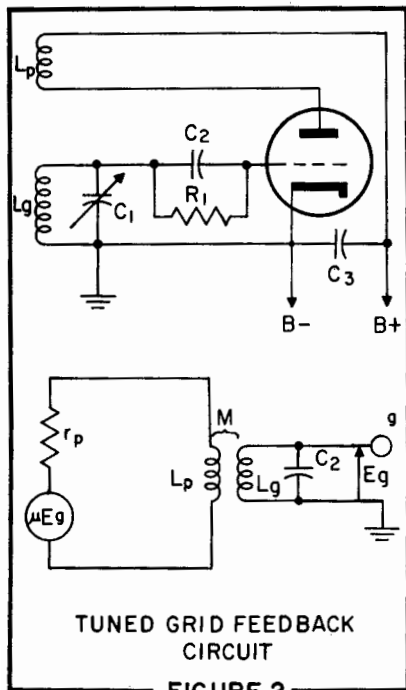 Lp
C2
R1
Lg
C1
C3
B- B+
M
g
rp
Lp
Lg
C2
Eg
μEg
TUNED GRID FEEDBACK
CIRCUIT
FIGURE 2